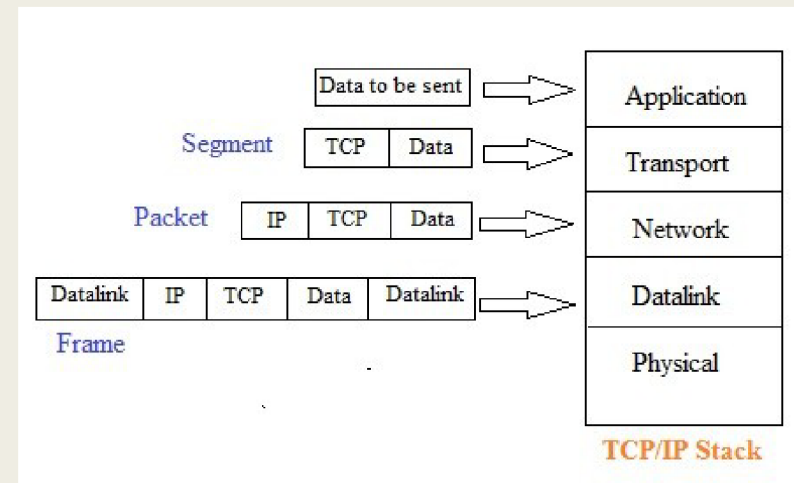 Data to be sent
Application
Segment
TCP
Data
Transport
Packet
IP
TCP
Data
Network
Datalink
IP
TCP
Data
Datalink
Datalink
Frame
Physical
TCP/IP Stack